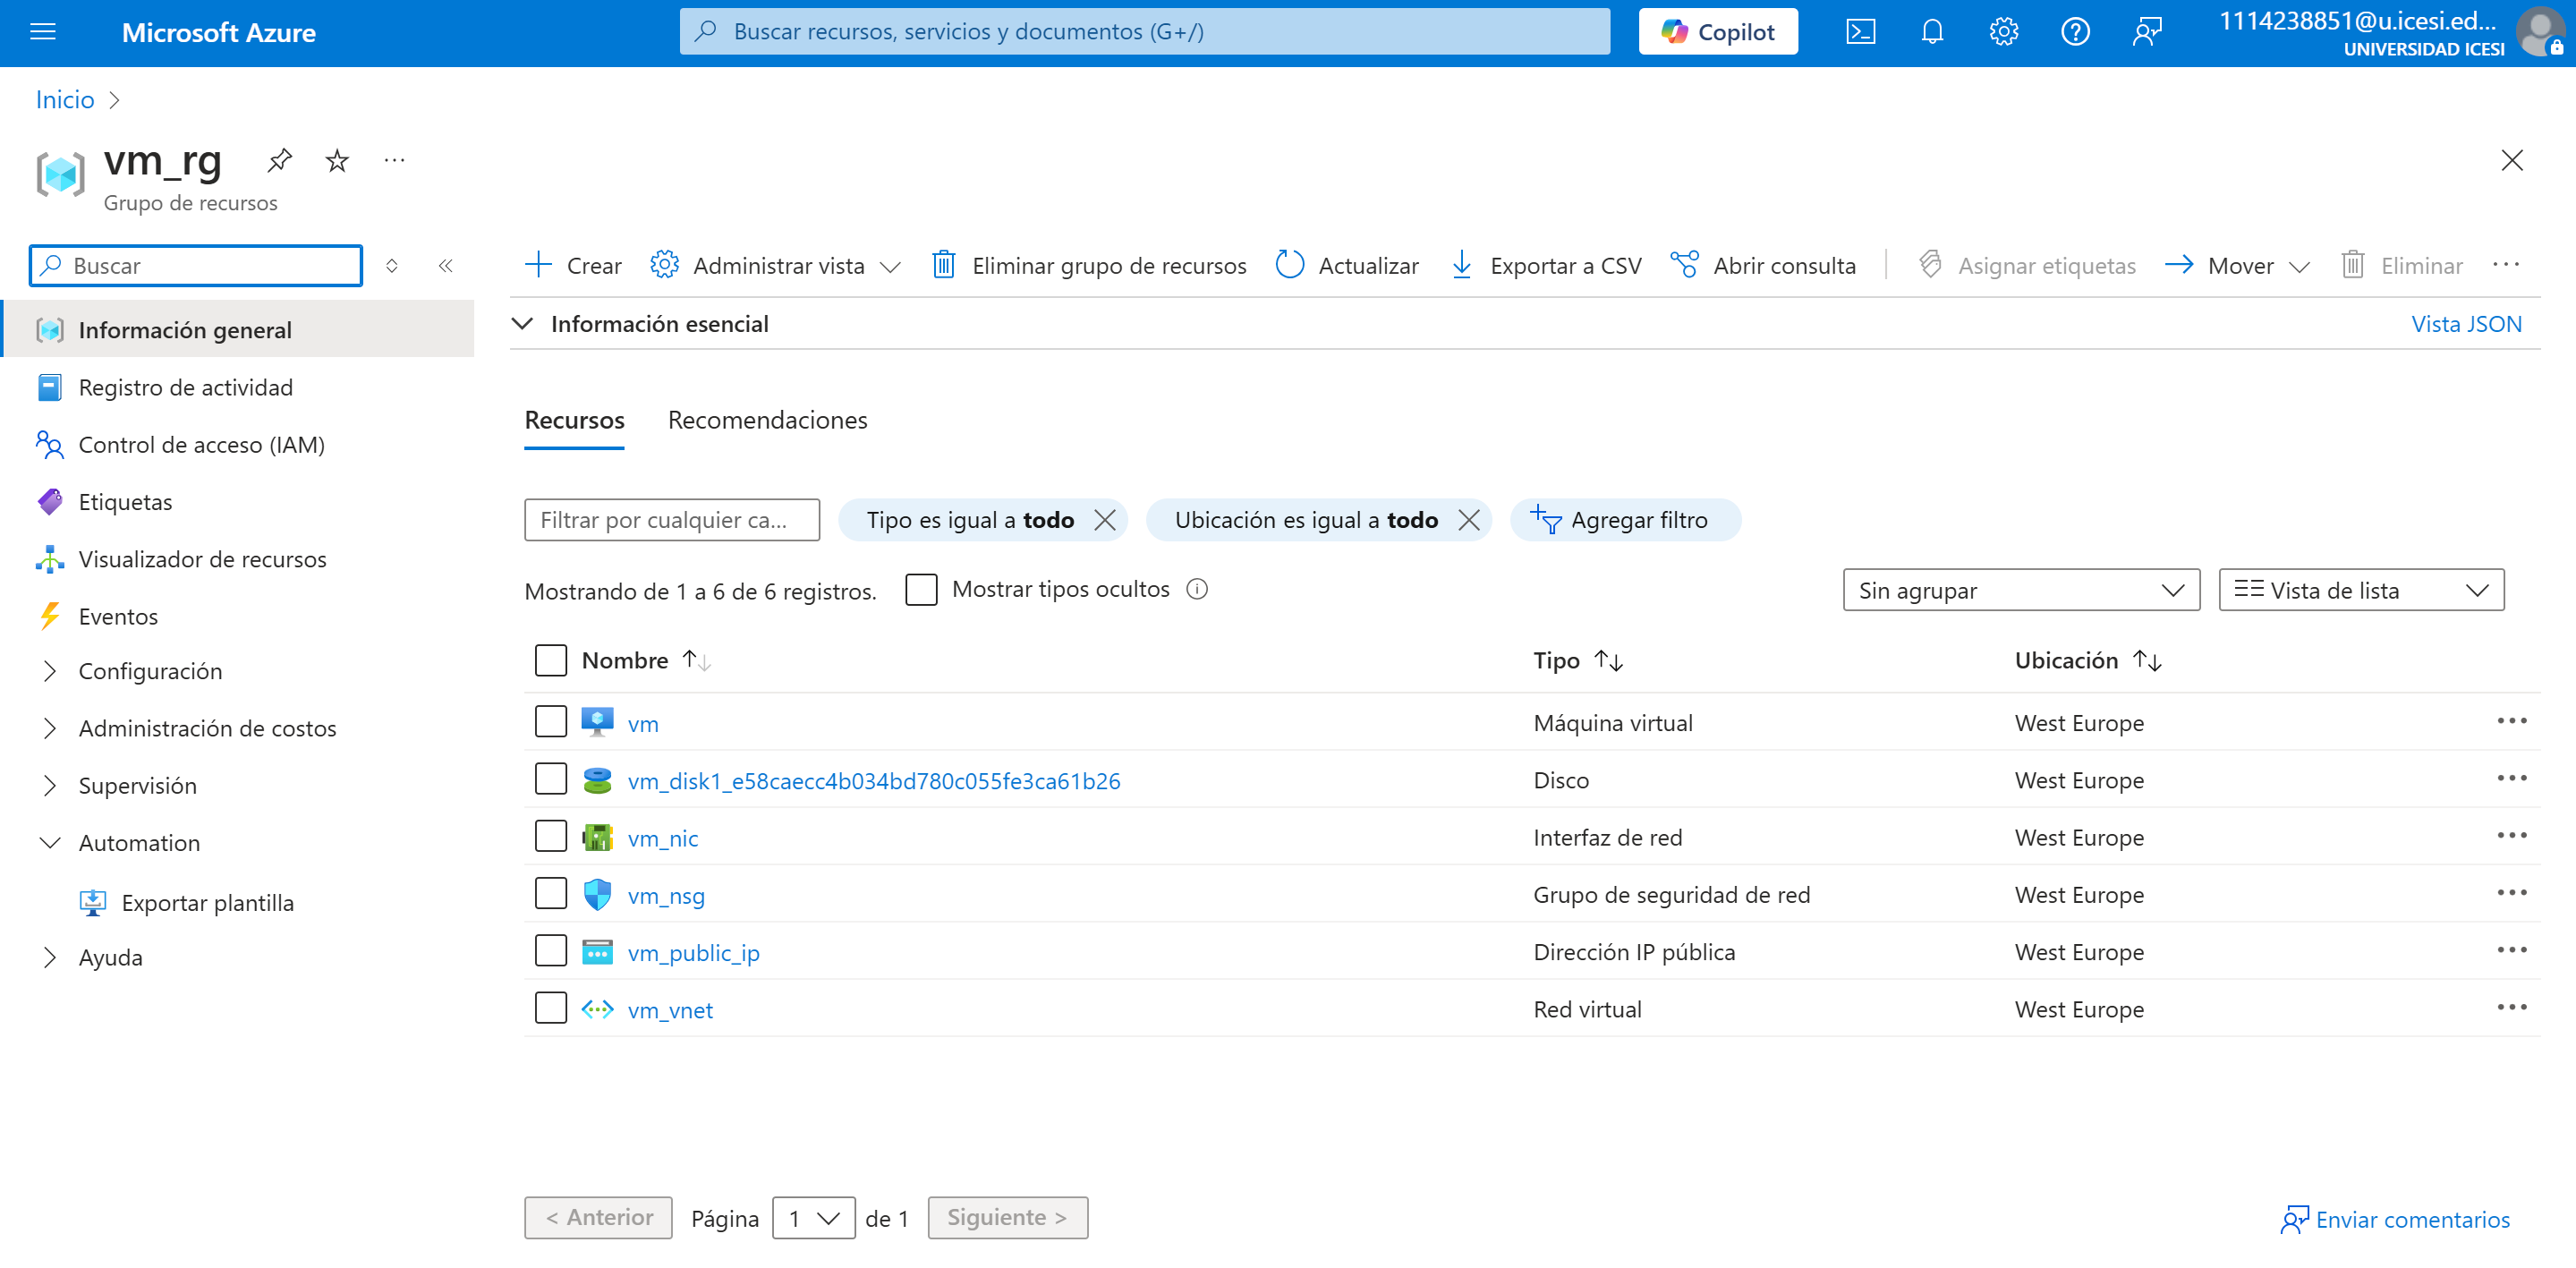 Microsoft Azure
Buscar recursos, servicios y documentos (G+/)
Copilot
1114238851@u.icesi.ed...
UNIVERSIDAD ICESI
Inicio
vm_rg
Grupo de recursos
Buscar
Crear
Administrar vista
Eliminar grupo de recursos
Actualizar
Exportar a CSV
Abrir consulta
Asignar etiquetas
Mover
Eliminar
Información general
Registro de actividad
Control de acceso (IAM)
Etiquetas
Visualizador de recursos
Eventos
Configuración
Administración de costos
Supervisión
Automation
Exportar plantilla
Ayuda
Información esencial
Vista JSON
Recursos Recomendaciones
Filtrar por cualquier ca...
Tipo es igual a todo
Ubicación es igual a todo
Agregar filtro
Mostrando de 1 a 6 de 6 registros.
Mostrar tipos ocultos
Sin agrupar
Vista de lista
Nombre Tipo Ubicación
vm Máquina virtual West Europe
vm_disk1_e58caecc4b034bd780c055fe3ca61b26 Disco West Europe
vm_nic Interfaz de red West Europe
vm_nsg Grupo de seguridad de red West Europe
vm_public_ip Dirección IP pública West Europe
vm_vnet Red virtual West Europe
< Anterior Página 1 de 1 Siguiente >
Enviar comentarios